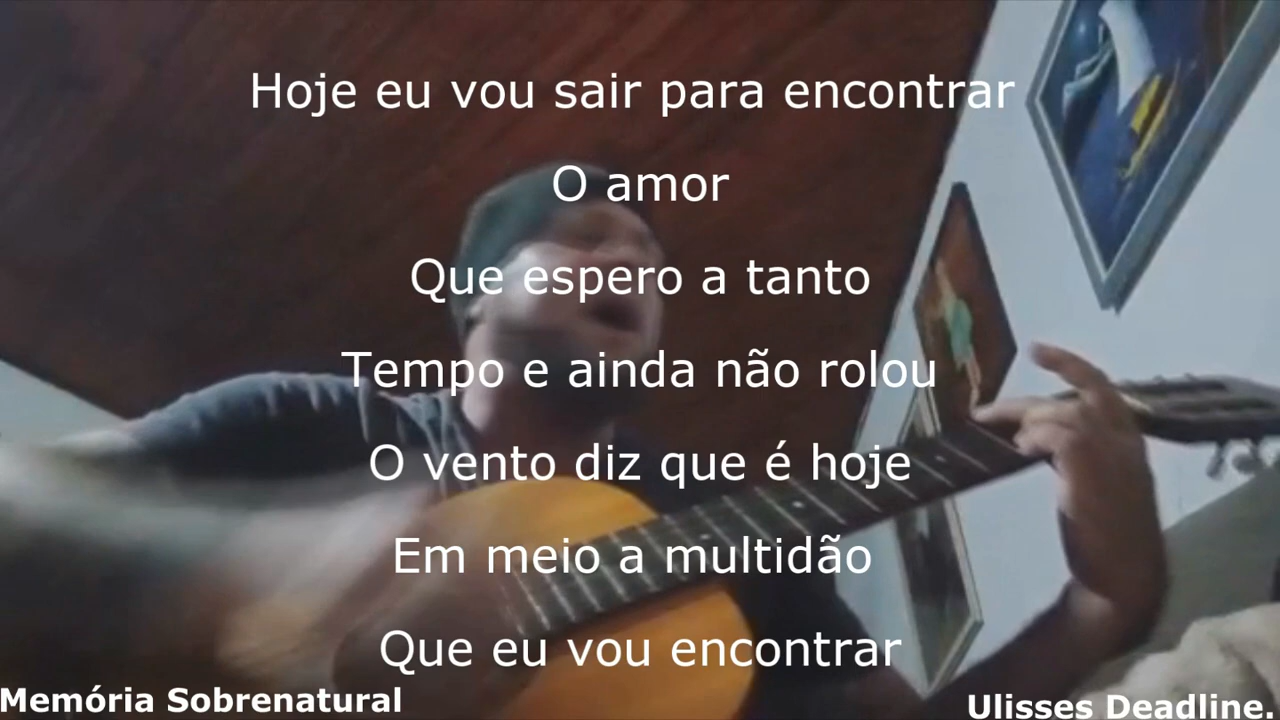 Hoje eu vou sair para encontrar
O amor
Que espero a tanto
Tempo e ainda não rolou
O vento diz que é hoje
Em meio a multidão
Que eu vou encontrar
Memória Sobrenatural
Ulisses Deadline.